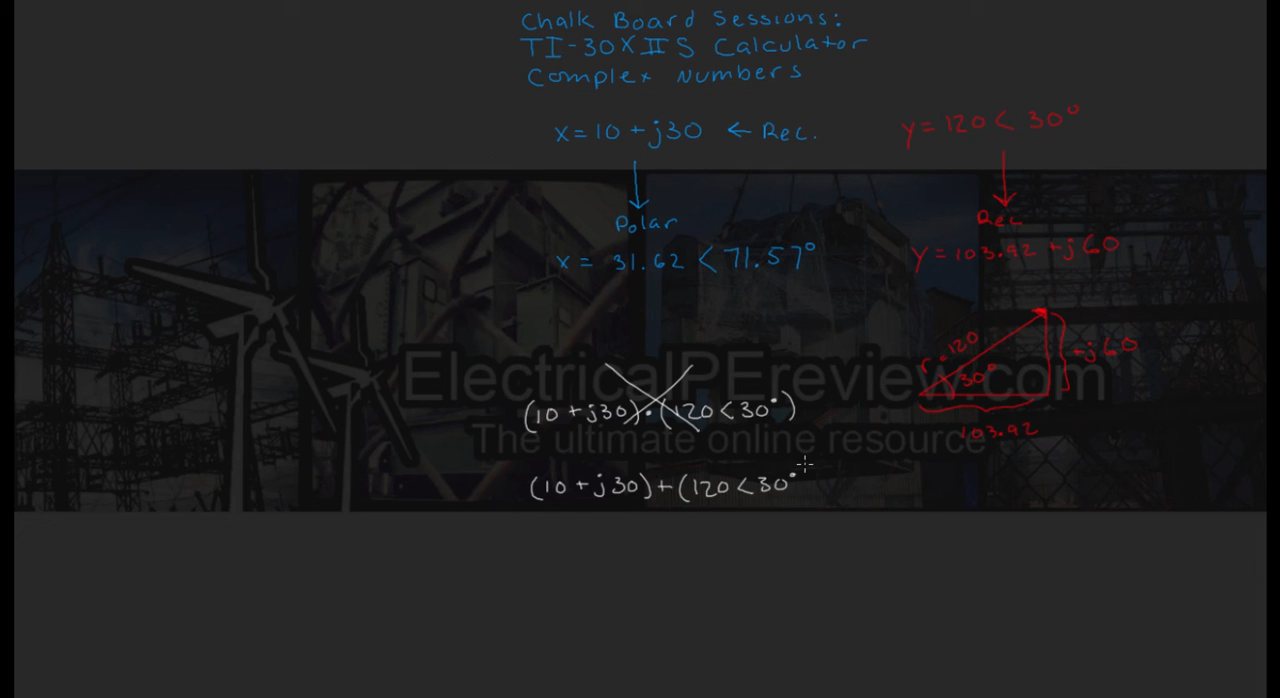 Chalk Board Sessions:
TI-30XIIS Calculator
Complex Numbers
x = 10 + j30 ← Rec.
Polar
x = 31.62 < 71.57°
y = 120 < 30°
Rec
y = 103.92 + j60
r = 120
30°
+j60
103.92
ElectricalPEreview.com
The ultimate online resource
(10 + j30) · (120 < 30°)
(10 + j30) + (120 < 30°